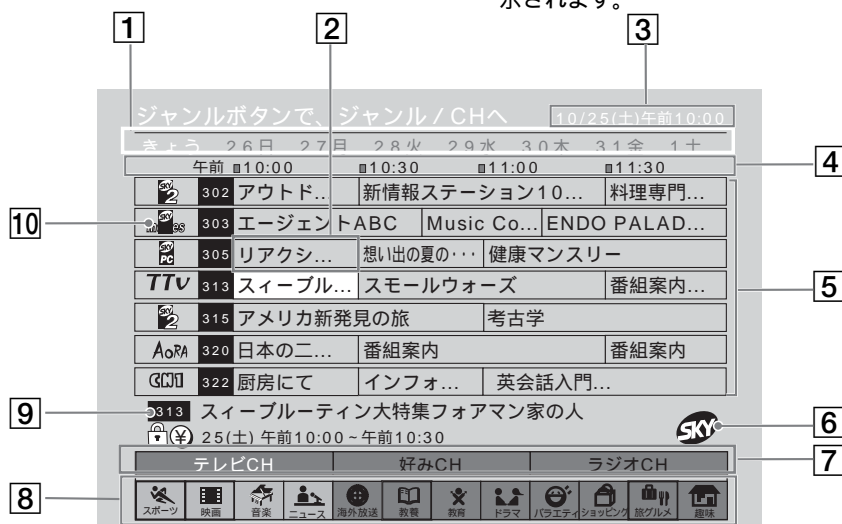 示されます。
1 2 3
ジャンルボタンで、ジャンル / CHへ 10/25(土)午前10:00
きょう 26日 27月 28火 29水 30木 31金 1土
4
午前 10:00 10:30 11:00 11:30
SKY 2 302 アウトド... 新情報ステーション10... 料理専門...
10
SKY 303 エージェントABC Music Co... ENDO PALAD...
SKY PC 305 リアクシ... 想い出の夏の・・・ 健康マンスリー
5
TTV 313 スィーブル... スモールウォーズ 番組案内...
SKY 2 315 アメリカ新発見の旅 考古学
AORA 320 日本の二... 番組案内 番組案内
322 厨房にて インフォ... 英会話入門...
9
313 スィーブルーティン大特集フォアマン家の人
SKY 6
¥ 25(土) 午前10:00~午前10:30
7
テレビCH 好みCH ラジオCH
8
スポーツ 映画 音楽 ニュース 海外放送 教養 教育 ドラマ バラエティ ショッピング 旅グルメ 趣味